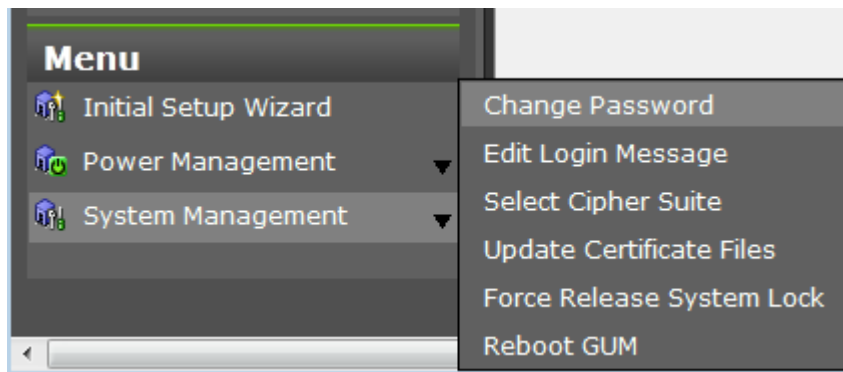 Menu
Initial Setup Wizard
Power Management
System Management
Change Password
Edit Login Message
Select Cipher Suite
Update Certificate Files
Force Release System Lock
Reboot GUM